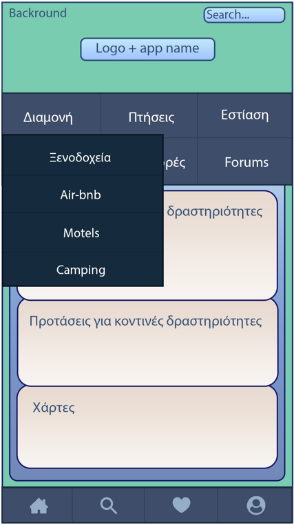 Backround
Search...
Logo + app name
Διαμονή
Πτήσεις
Εστίαση
Forums
Ξενοδοχεία
Air-bnb
Motels
Camping
δραστηριότητες
Προτάσεις για κοντινές δραστηριότητες
Χάρτες